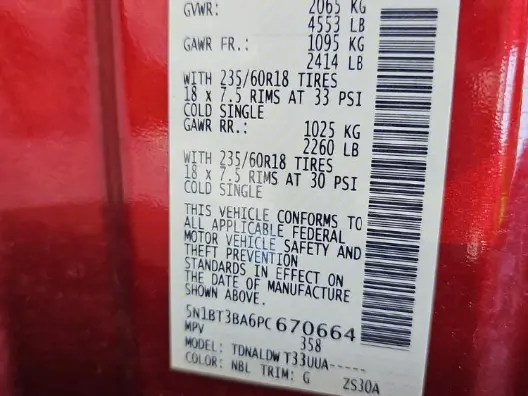 GVWR: 2065 KG
4553 LB
GAWR FR.: 1095 KG
2414 LB
WITH 235/60R18 TIRES
18 x 7.5 RIMS AT 33 PSI
COLD SINGLE
GAWR RR.: 1025 KG
2260 LB
WITH 235/60R18 TIRES
18 x 7.5 RIMS AT 30 PSI
COLD SINGLE
THIS VEHICLE CONFORMS TO
ALL APPLICABLE FEDERAL
MOTOR VEHICLE SAFETY AND
THEFT PREVENTION
STANDARDS IN EFFECT ON
THE DATE OF MANUFACTURE
SHOWN ABOVE.
5N1BT3BA6PC670664
MPV 358
MODEL: TDNALDW T33UUA-----
COLOR: NBL TRIM: G ZS30A